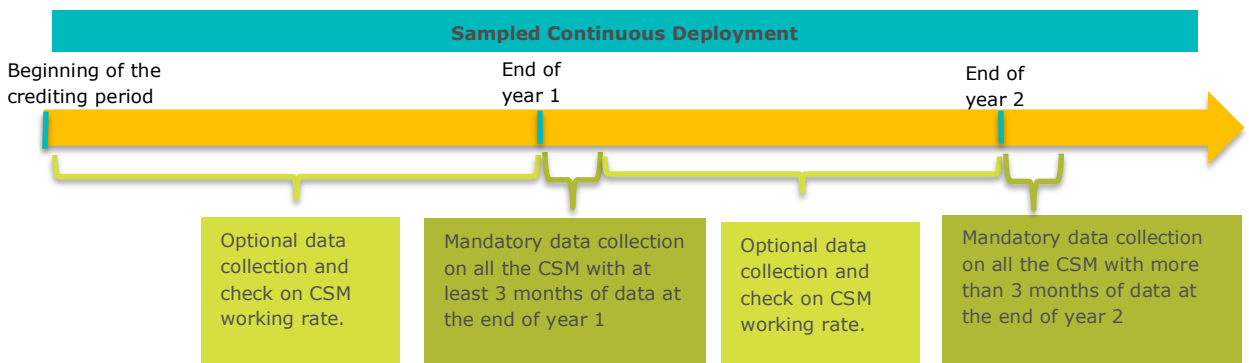 Sampled Continuous Deployment
Beginning of the
crediting period
End of
year 1
End of
year 2
Optional data
collection and
check on CSM
working rate.
Mandatory data collection
on all the CSM with at
least 3 months of data at
the end of year 1
Optional data
collection and
check on CSM
working rate.
Mandatory data collection
on all the CSM with more
than 3 months of data at
the end of year 2